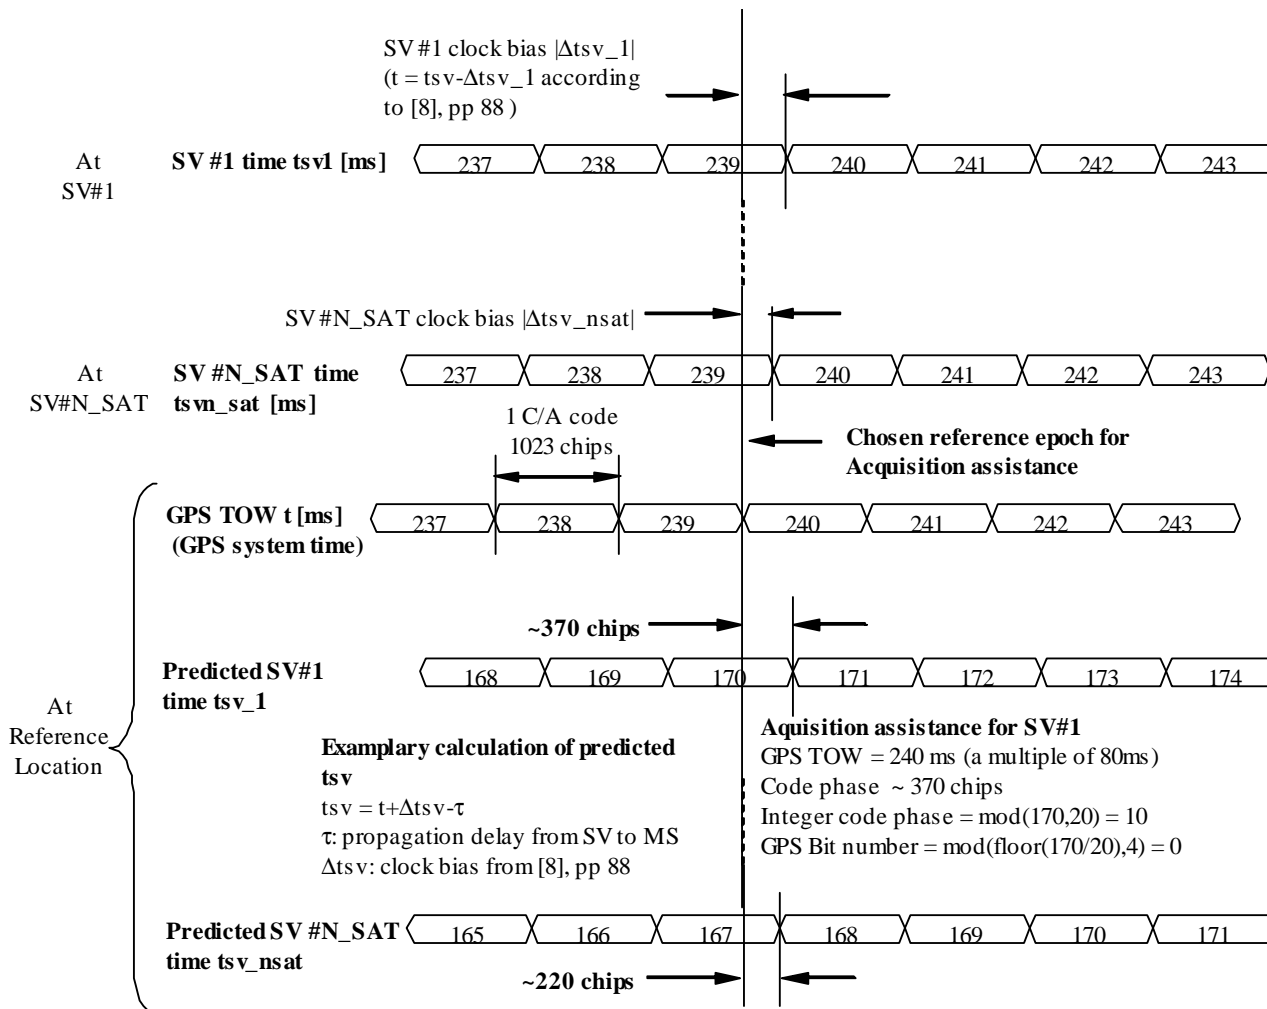 SV #1 clock bias |Δtsv_1|
(t = tsv-Δtsv_1 according
to [8], pp 88 )
At
SV#1
SV #1 time tsv1 [ms]
237 238 239 240 241 242 243
SV #N_SAT clock bias |Δtsv_nsat|
At
SV#N_SAT
SV #N_SAT time
tsvn_sat [ms]
237 238 239 240 241 242 243
1 C/A code
1023 chips
Chosen reference epoch for
Acquisition assistance
GPS TOW t [ms]
(GPS system time)
237 238 239 240 241 242 243
~370 chips
Predicted SV#1
time tsv_1
168 169 170 171 172 173 174
At
Reference
Location
Examplary calculation of predicted
tsv
tsv = t+Δtsv-τ
τ: propagation delay from SV to MS
Δtsv: clock bias from [8], pp 88
Aquisition assistance for SV#1
GPS TOW = 240 ms (a multiple of 80ms)
Code phase ~ 370 chips
Integer code phase = mod(170,20) = 10
GPS Bit number = mod(floor(170/20),4) = 0
Predicted SV #N_SAT
time tsv_nsat
165 166 167 168 169 170 171
~220 chips